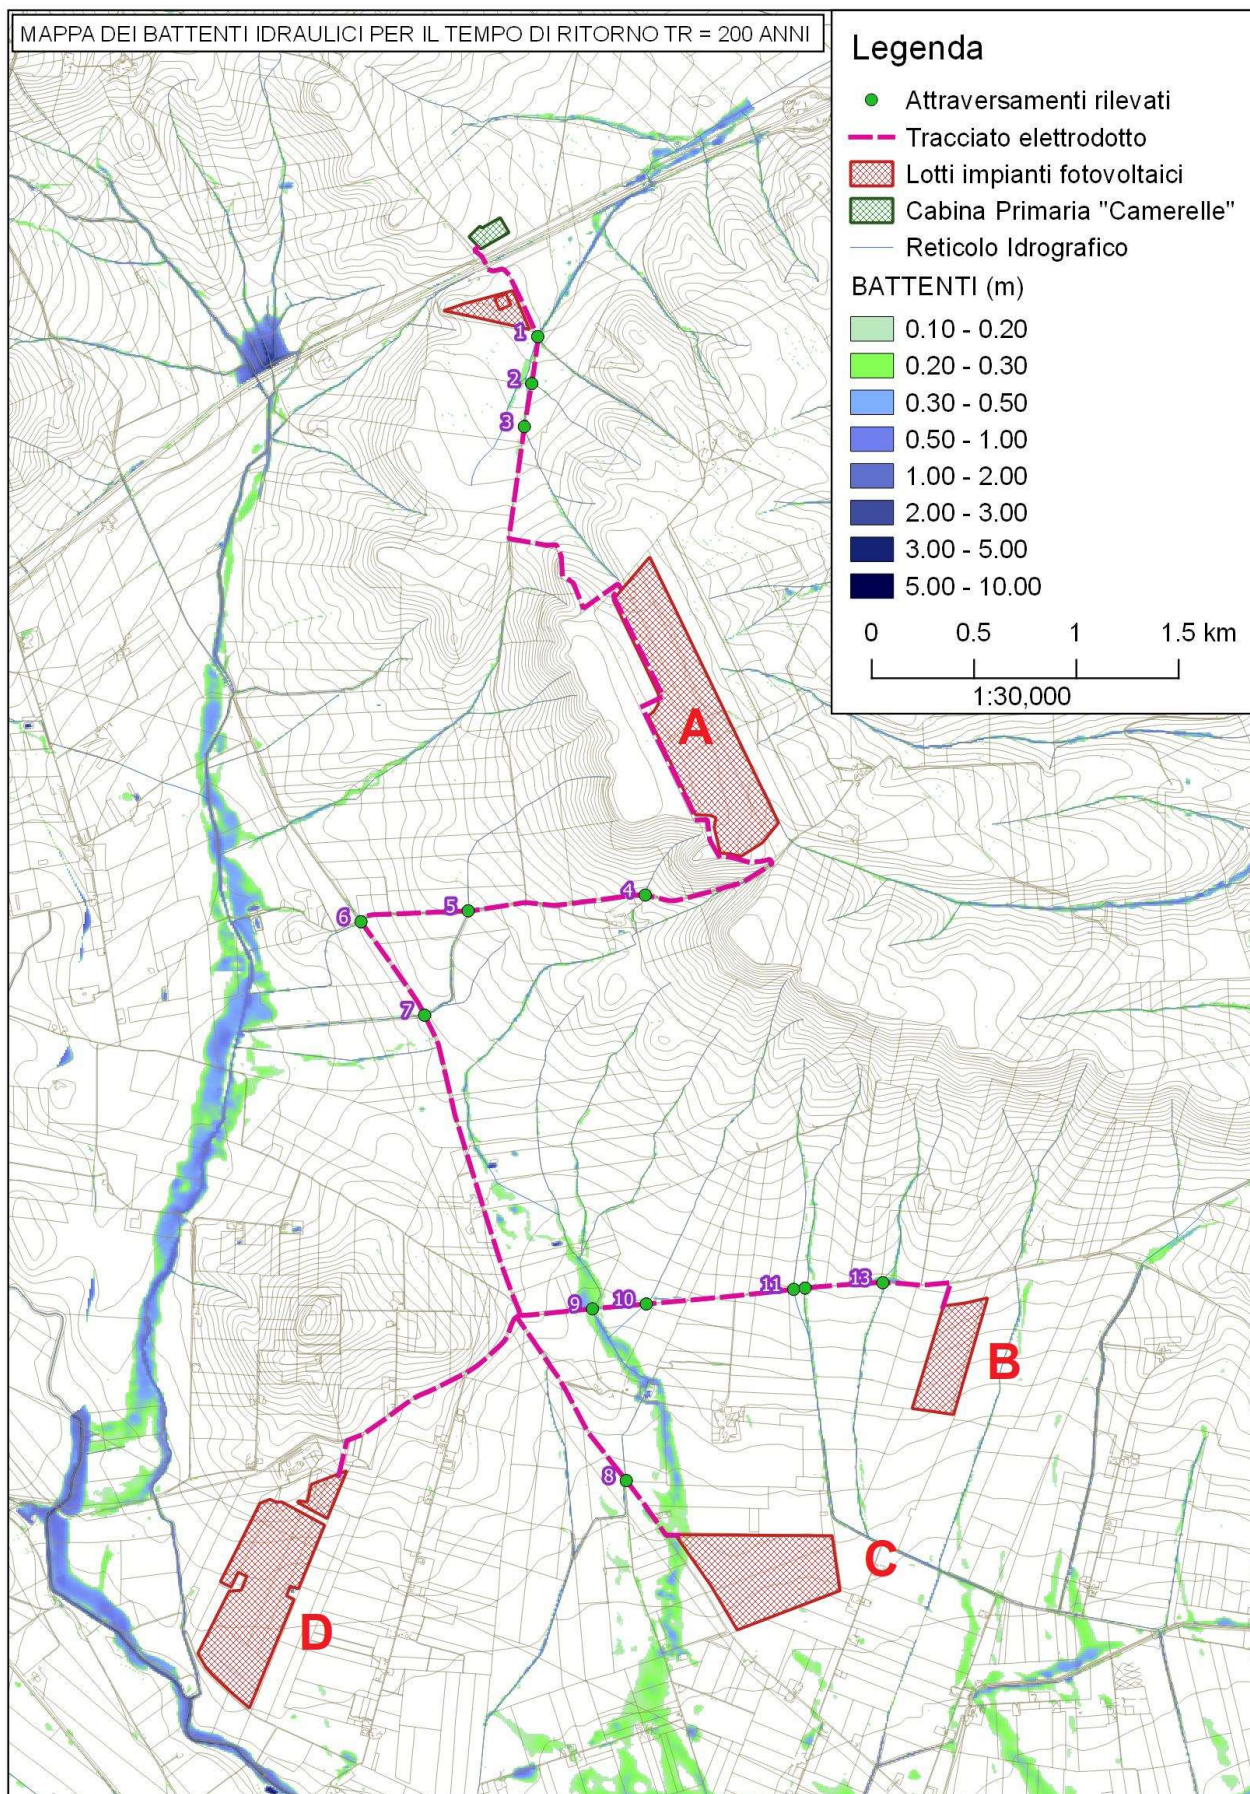 MAPPA DEI BATTENTI IDRAULICI PER IL TEMPO DI RITORNO TR = 200 ANNI
Legenda
Attraversamenti rilevati
Tracciato elettrodotto
Lotti impianti fotovoltaici
Cabina Primaria "Camerelle"
Reticolo Idrografico
BATTENTI (m)
0.10 - 0.20
0.20 - 0.30
0.30 - 0.50
0.50 - 1.00
1.00 - 2.00
2.00 - 3.00
3.00 - 5.00
5.00 - 10.00
0 0.5 1 1.5 km
1:30,000
1
2
3
A
4
5
6
7
13
11
10
9
B
8
C
D